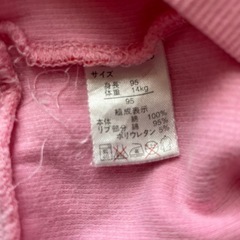 サイズ
身長 95
体重 14kg
95
組成表示
本体 綿 100%
リブ部分 綿 95%
ポリウレタン 5%